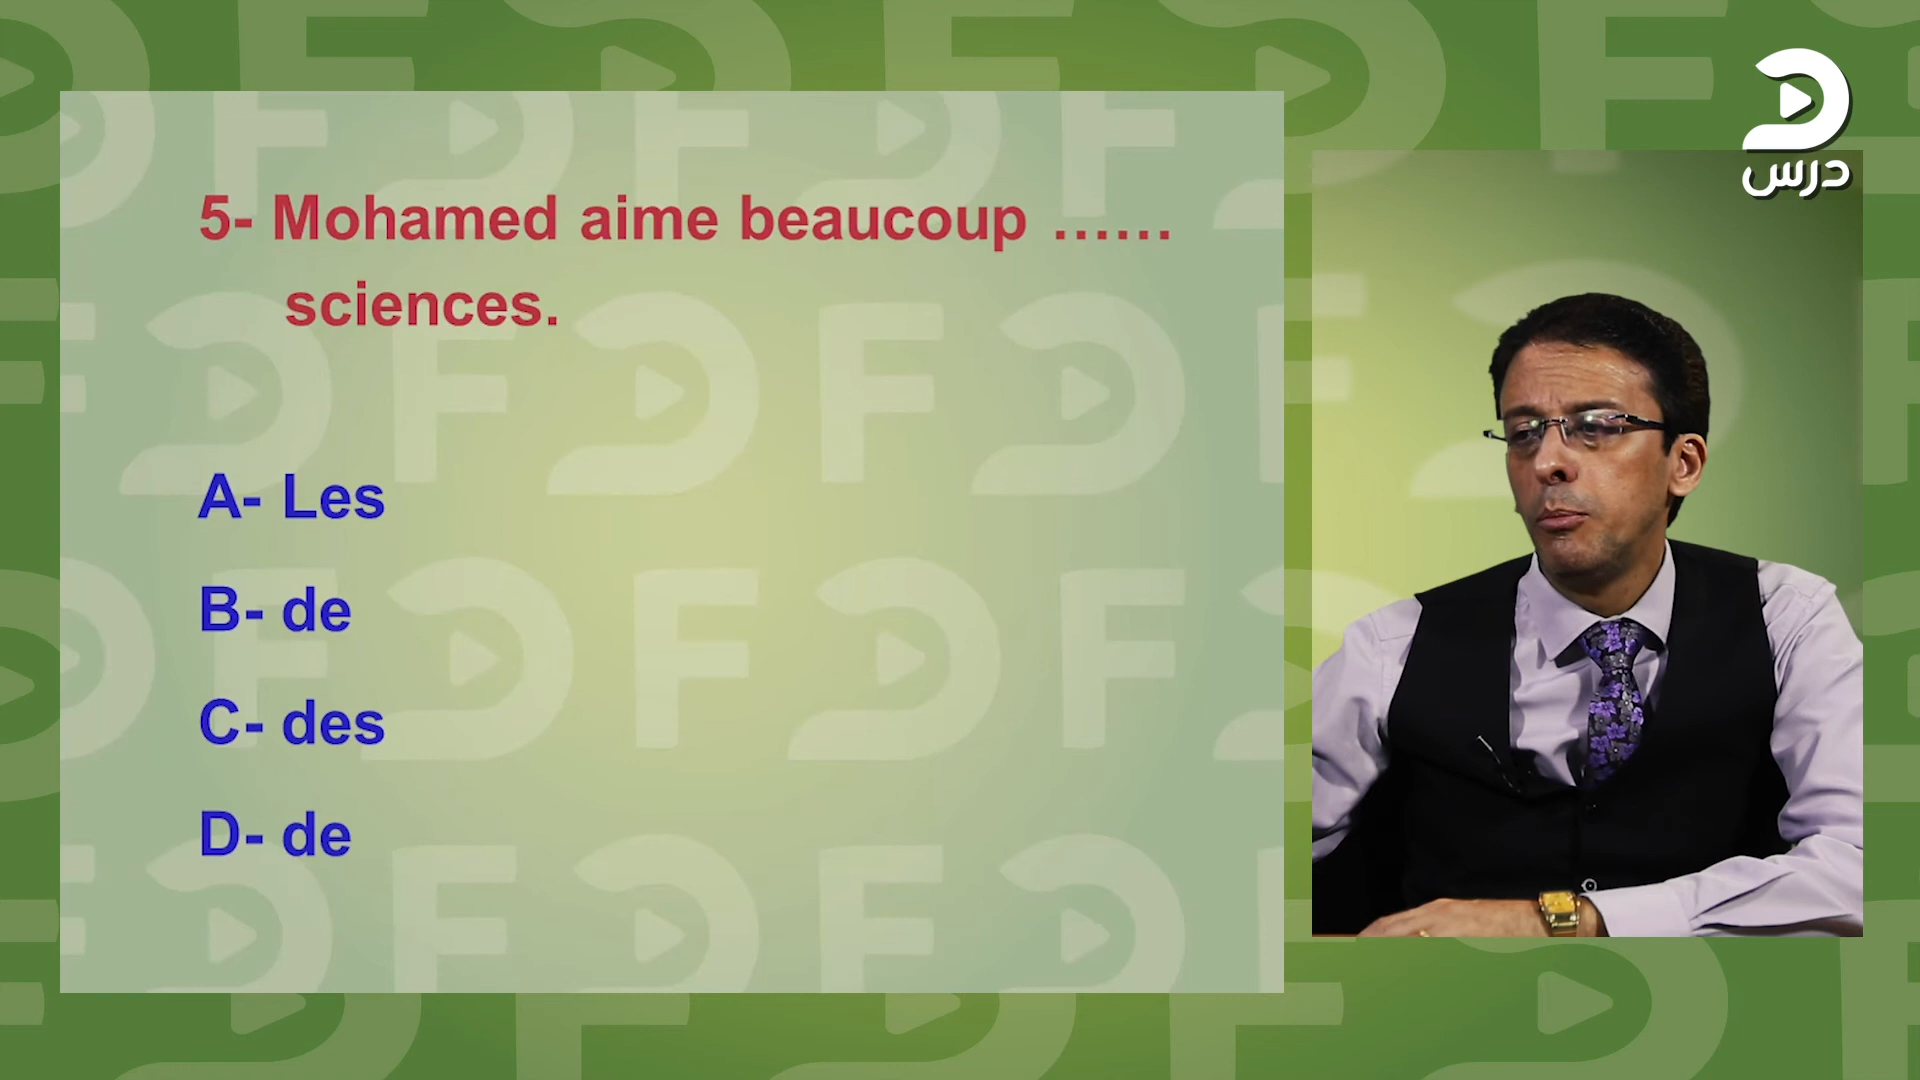 5- Mohamed aime beaucoup ......
sciences.
A- Les
B- de
C- des
D- de
درس